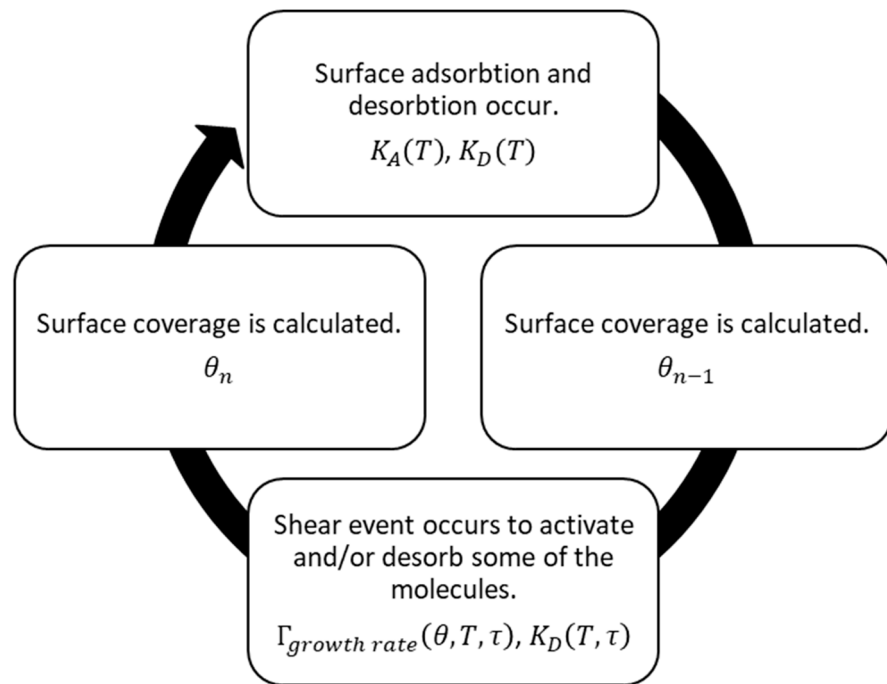 Surface adsorbtion and
desorbtion occur.
K_A(T), K_D(T)
Surface coverage is calculated.
θ_n
Surface coverage is calculated.
θ_{n−1}
Shear event occurs to activate
and/or desorb some of the
molecules.
Γ_{growth rate}(θ, T, τ), K_D(T, τ)